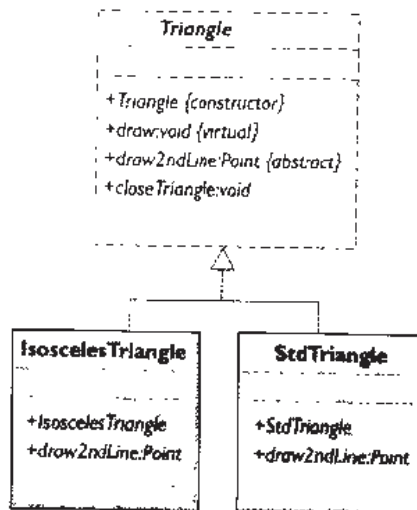 Triangle
+Triangle {constructor}
+draw:void {virtual}
+draw2ndLine:Point {abstract}
+closeTriangle:void
IsoscelesTriangle
+IsoscelesTriangle
+draw2ndLine:Point
StdTriangle
+StdTriangle
+draw2ndLine:Point